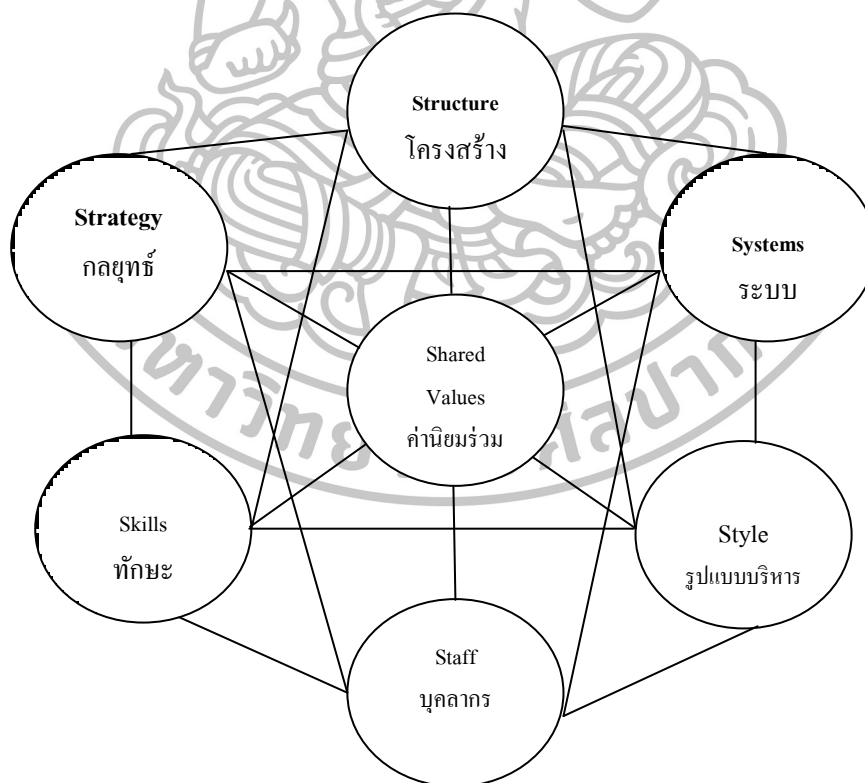 Structure
โครงสร้าง
Strategy
กลยุทธ์
Systems
ระบบ
Shared
Values
ค่านิยมร่วม
Skills
ทักษะ
Style
รูปแบบบริหาร
Staff
บุคลากร